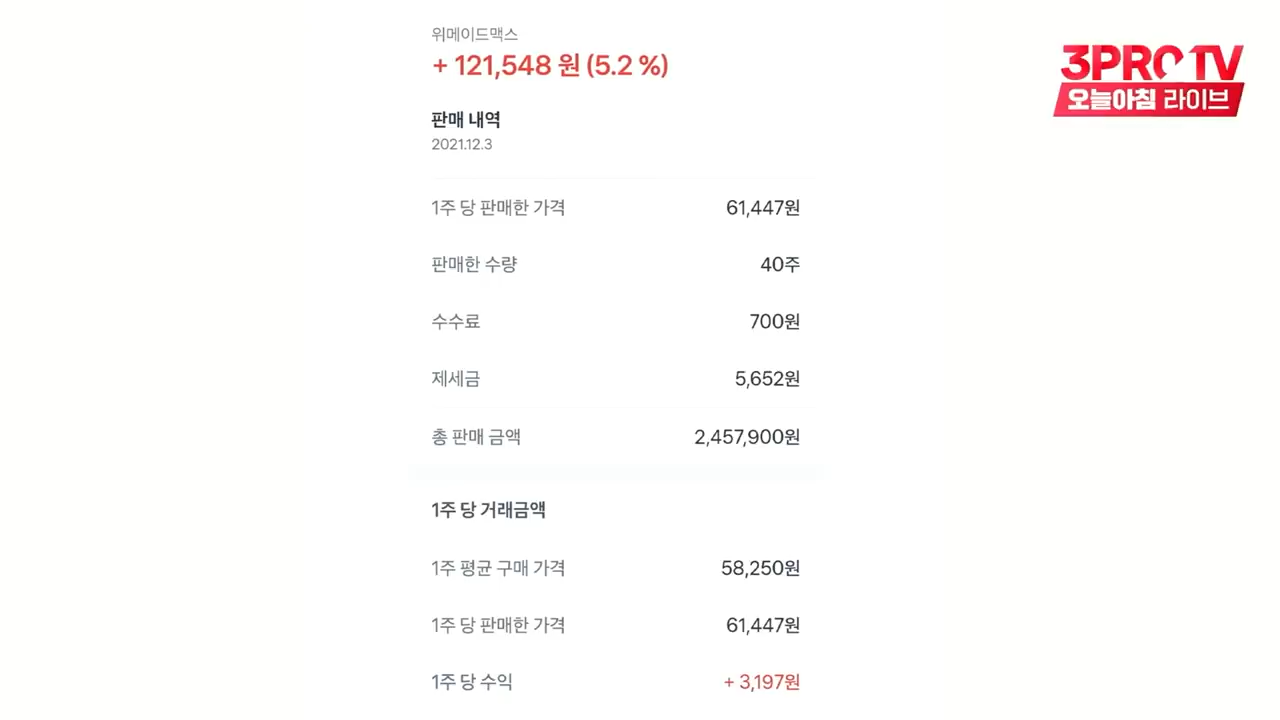 위메이드맥스
+ 121,548 원 (5.2 %)
판매 내역
2021.12.3
1주 당 판매한 가격 61,447원
판매한 수량 40주
수수료 700원
제세금 5,652원
총 판매 금액 2,457,900원
1주 당 거래금액
1주 평균 구매 가격 58,250원
1주 당 판매한 가격 61,447원
1주 당 수익 + 3,197원
3PRO TV
오늘아침 라이브